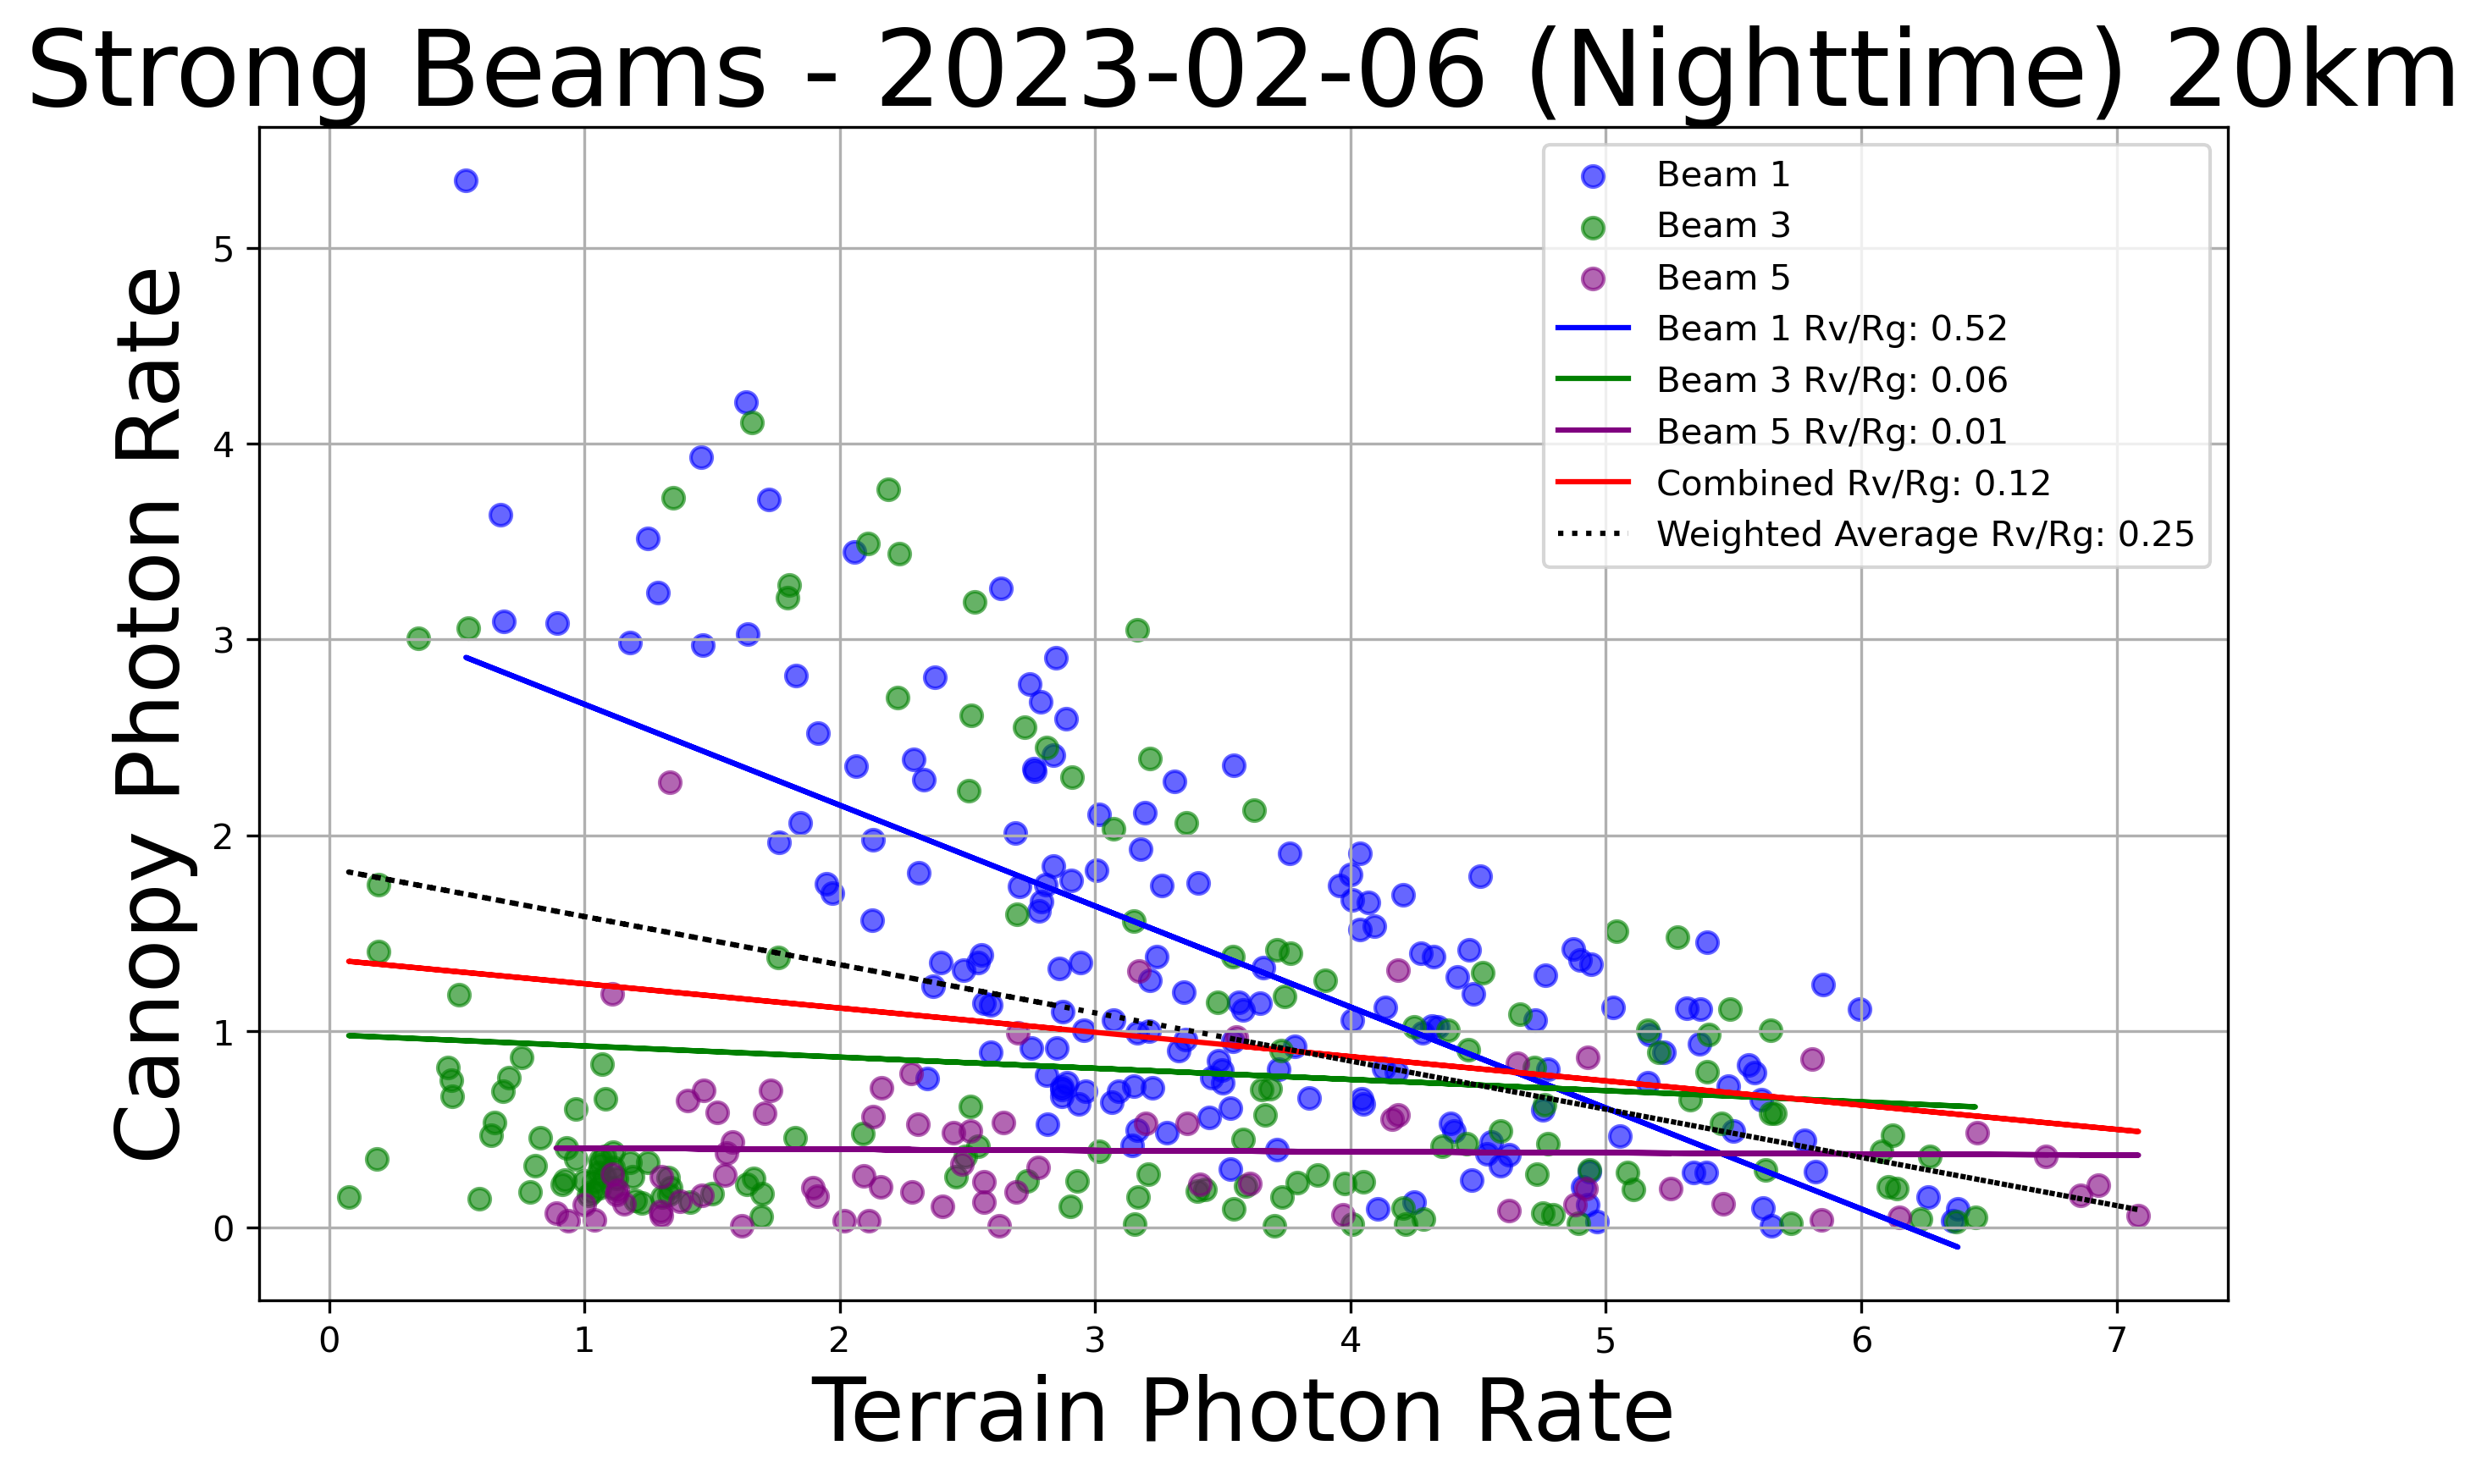 Strong Beams - 2023-02-06 (Nighttime) 20km
Beam 1
Beam 3
Beam 5
Beam 1 Rv/Rg: 0.52
Beam 3 Rv/Rg: 0.06
Beam 5 Rv/Rg: 0.01
Combined Rv/Rg: 0.12
Weighted Average Rv/Rg: 0.25
Canopy Photon Rate
5
4
3
2
1
0
0 1 2 3 4 5 6 7
Terrain Photon Rate